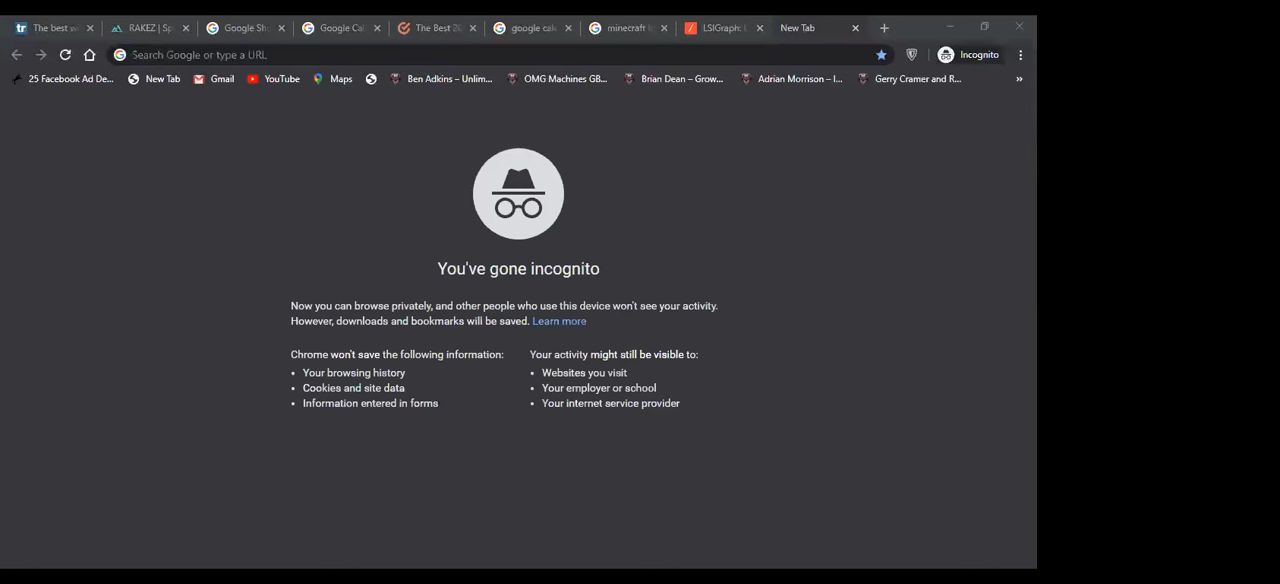 tr The best w RAKEZ | Sp Google Sh Google Cal The Best 20 google cale minecraft b LSIGraph: L New Tab
Search Google or type a URL Incognito
25 Facebook Ad De... New Tab Gmail YouTube Maps Ben Adkins – Unlim... OMG Machines GB... Brian Dean – Grow... Adrian Morrison – I... Gerry Cramer and R... »
You've gone incognito
Now you can browse privately, and other people who use this device won't see your activity.
However, downloads and bookmarks will be saved. Learn more
Chrome won't save the following information:
• Your browsing history
• Cookies and site data
• Information entered in forms
Your activity might still be visible to:
• Websites you visit
• Your employer or school
• Your internet service provider